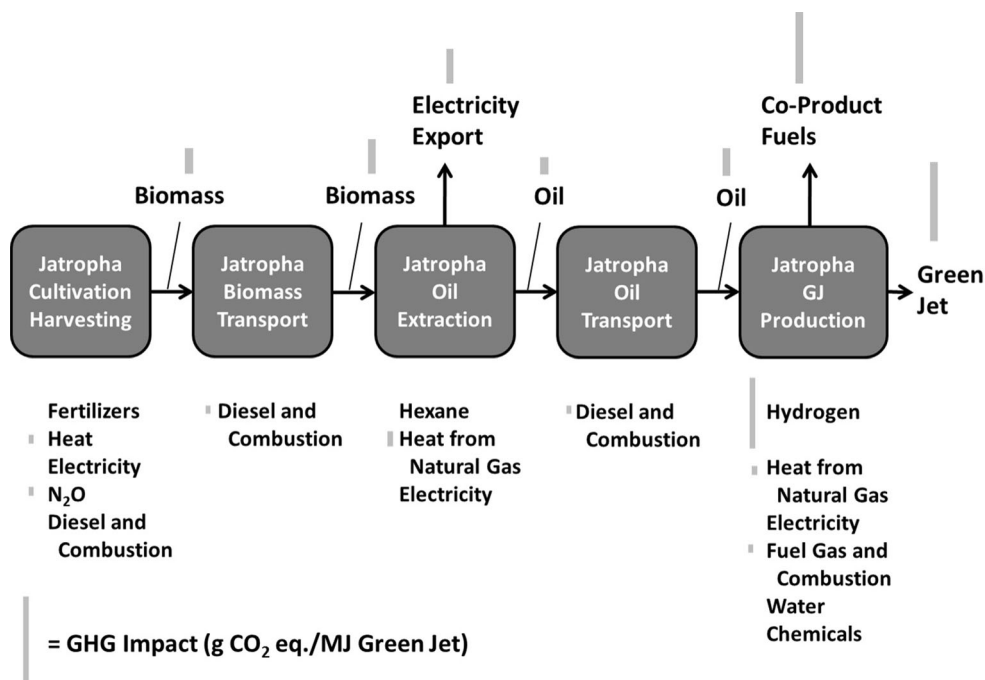 Electricity
Export
Co-Product
Fuels
Biomass
Biomass
Oil
Oil
Jatropha
Cultivation
Harvesting
Jatropha
Biomass
Transport
Jatropha
Oil
Extraction
Jatropha
Oil
Transport
Jatropha
GJ
Production
Green
Jet
Fertilizers
Heat
Electricity
N₂O
Diesel and
Combustion
Diesel and
Combustion
Hexane
Heat from
Natural Gas
Electricity
Diesel and
Combustion
Hydrogen
Heat from
Natural Gas
Electricity
Fuel Gas and
Combustion
Water
Chemicals
= GHG Impact (g CO₂ eq./MJ Green Jet)